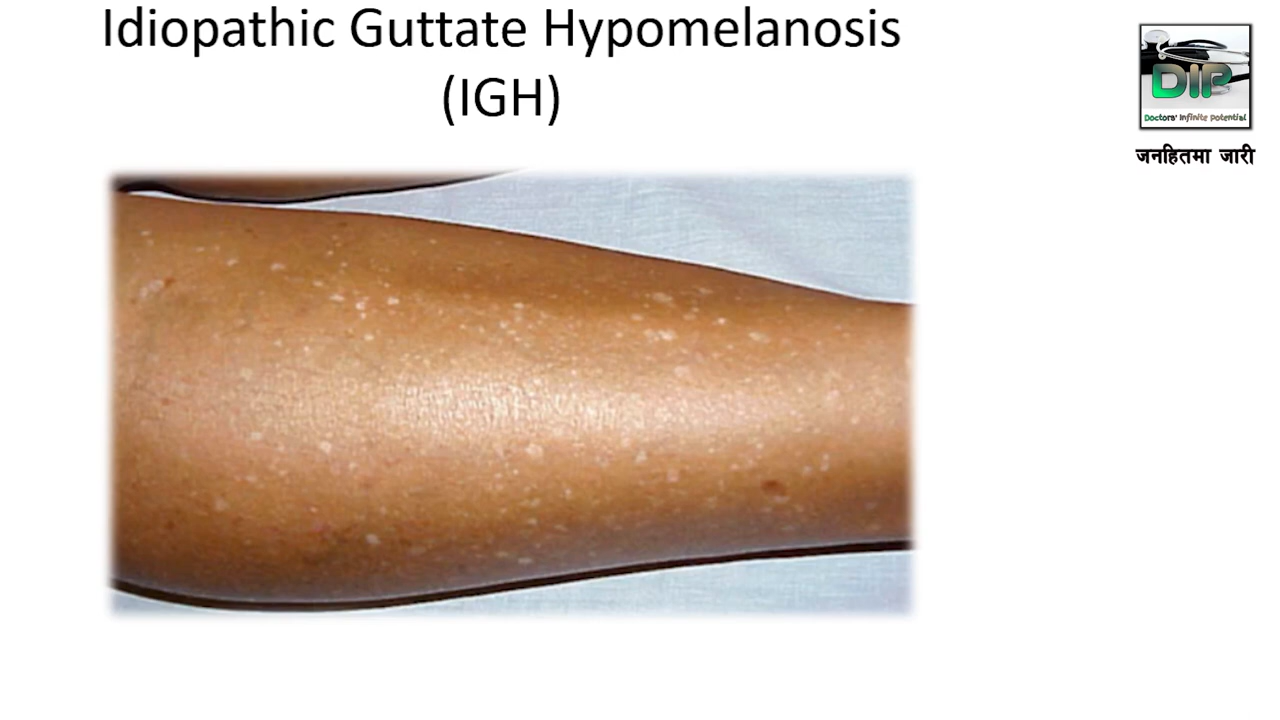 Idiopathic Guttate Hypomelanosis
(IGH)
DIP
Doctors' Infinite Potential
जनहितमा जारी